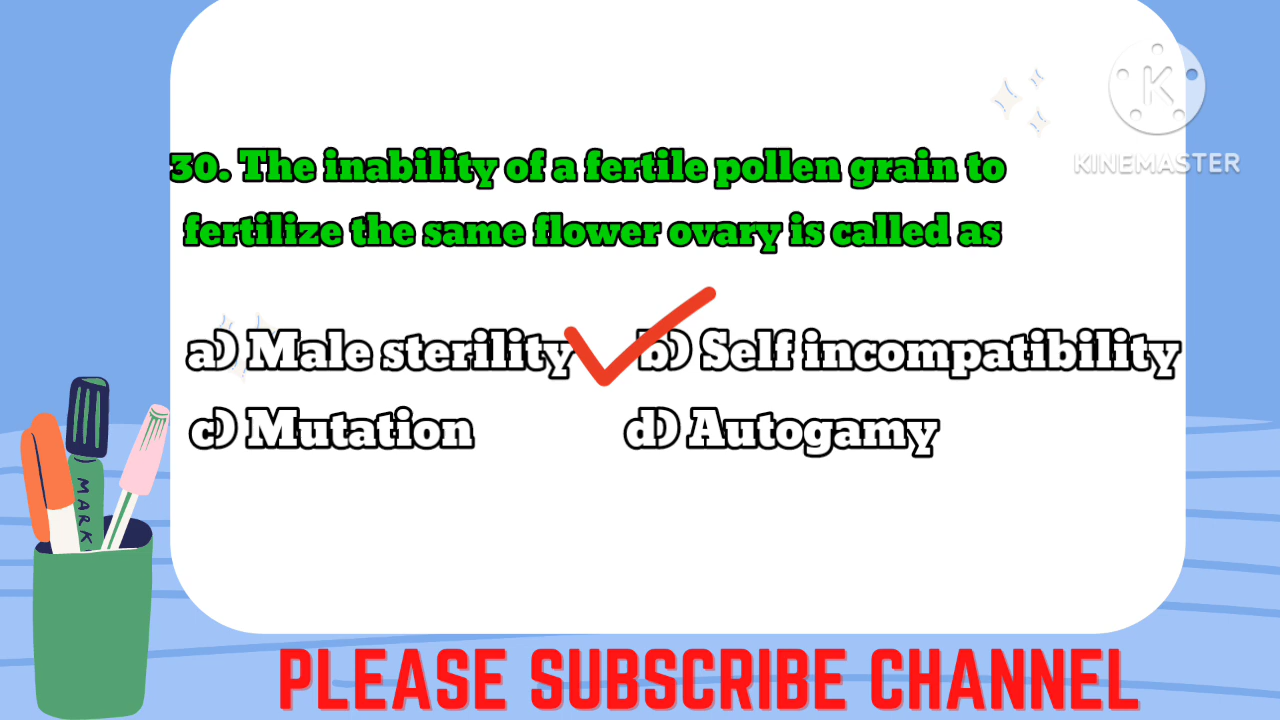 K
KINEMASTER
30. The inability of a fertile pollen grain to
fertilize the same flower ovary is called as
a) Male sterility b) Self incompatibility
c) Mutation d) Autogamy
MARK
PLEASE SUBSCRIBE CHANNEL